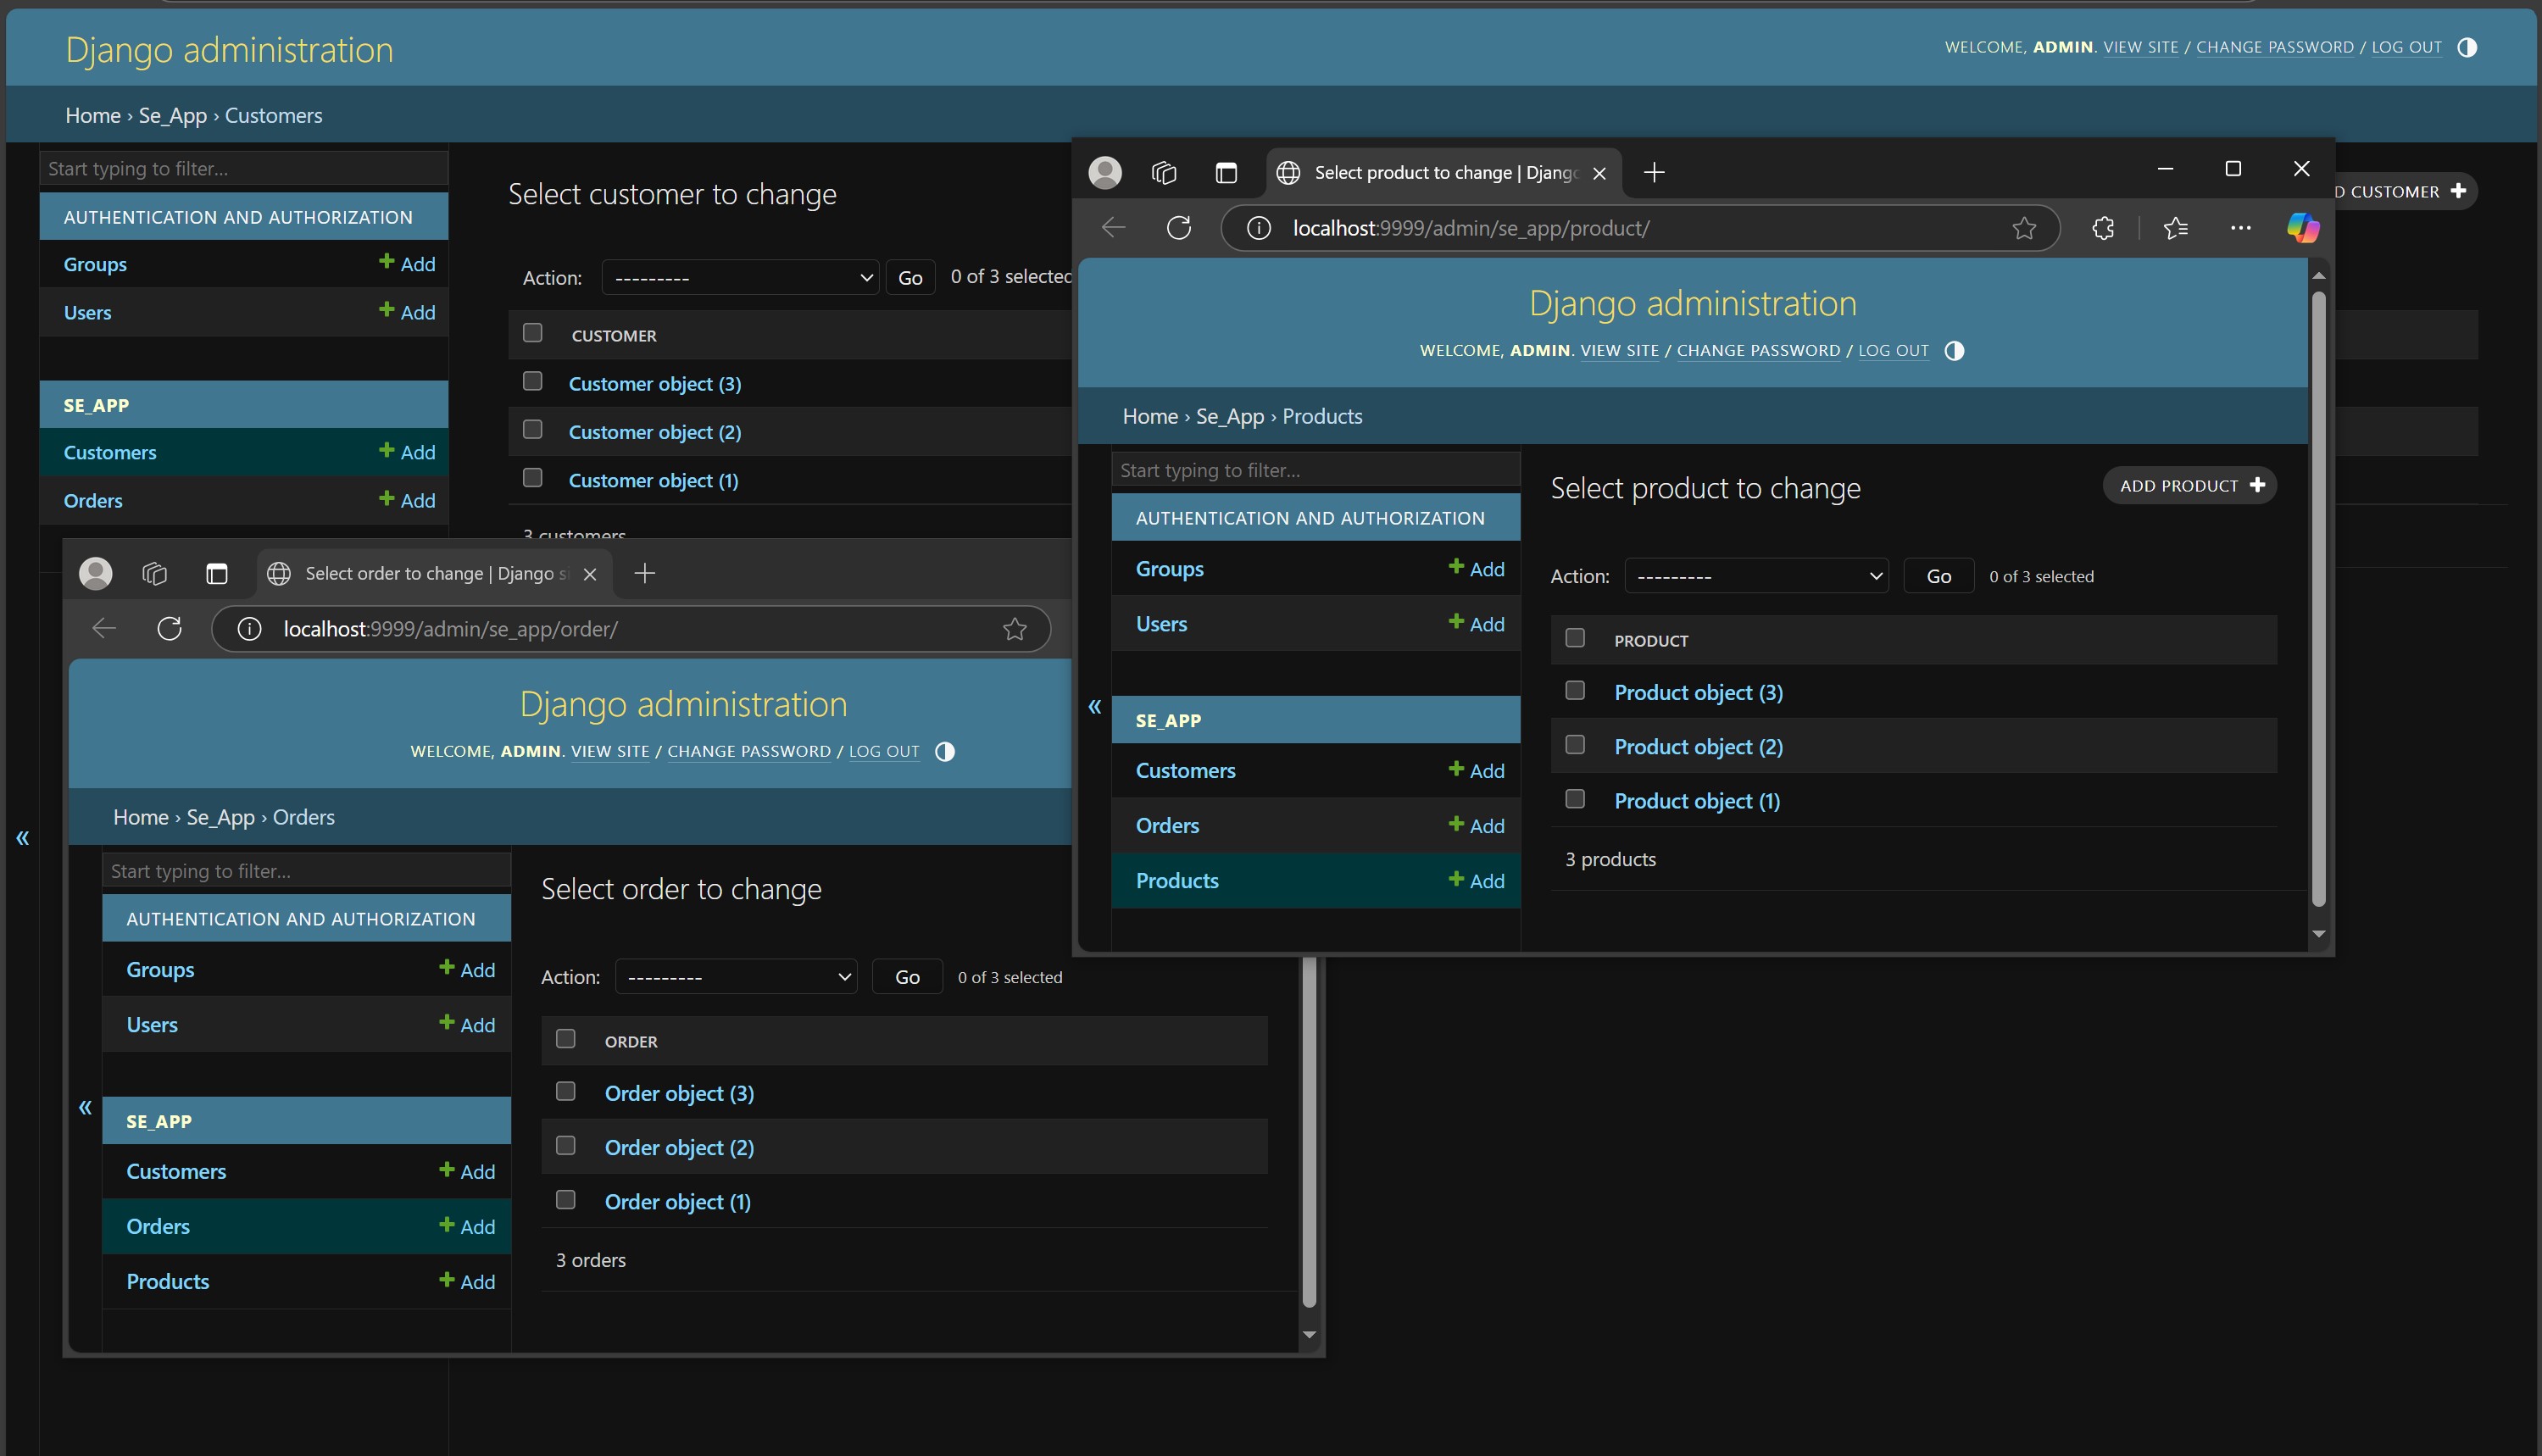 Django administration
WELCOME, ADMIN. VIEW SITE / CHANGE PASSWORD / LOG OUT
Home › Se_App › Customers
Start typing to filter...
AUTHENTICATION AND AUTHORIZATION
Groups + Add
Users + Add
SE_APP
Customers + Add
Orders + Add
Select customer to change
CUSTOMER +
Action: --------- Go 0 of 3 selected
CUSTOMER
Customer object (3)
Customer object (2)
Customer object (1)
3 customers
Select product to change | Django
localhost:9999/admin/se_app/product/
Django administration
WELCOME, ADMIN. VIEW SITE / CHANGE PASSWORD / LOG OUT
Home › Se_App › Products
Start typing to filter...
AUTHENTICATION AND AUTHORIZATION
Groups + Add
Users + Add
SE_APP
Customers + Add
Orders + Add
Products + Add
Select product to change
ADD PRODUCT +
Action: --------- Go 0 of 3 selected
PRODUCT
Product object (3)
Product object (2)
Product object (1)
3 products
Select order to change | Django
localhost:9999/admin/se_app/order/
Django administration
WELCOME, ADMIN. VIEW SITE / CHANGE PASSWORD / LOG OUT
Home › Se_App › Orders
Start typing to filter...
AUTHENTICATION AND AUTHORIZATION
Groups + Add
Users + Add
SE_APP
Customers + Add
Orders + Add
Products + Add
Select order to change
Action: --------- Go 0 of 3 selected
ORDER
Order object (3)
Order object (2)
Order object (1)
3 orders